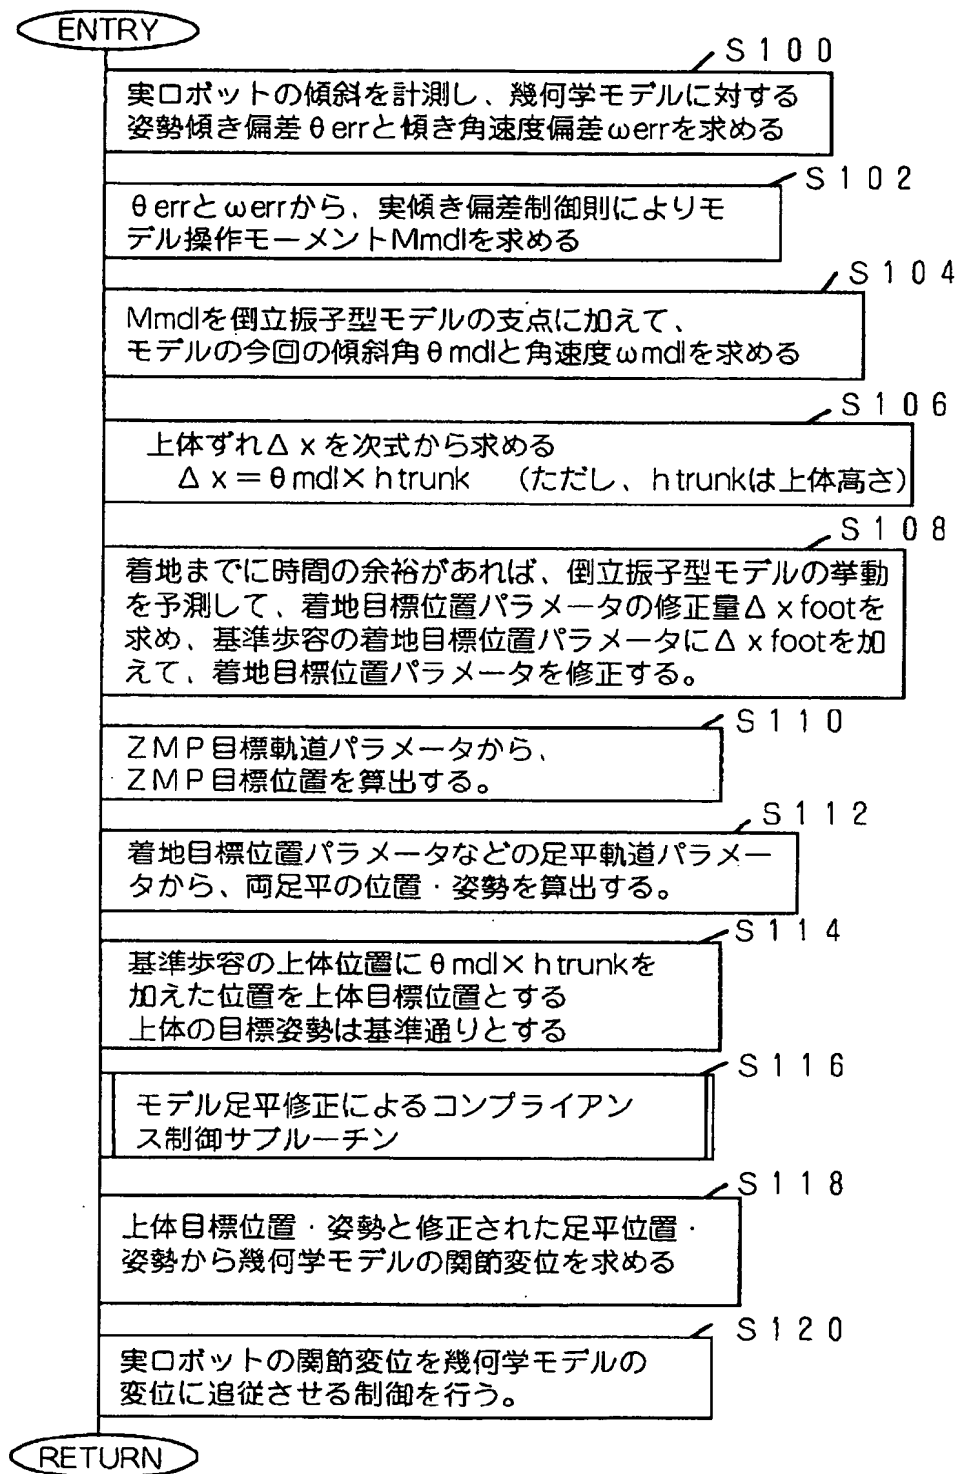 ENTRY
S100
実ロボットの傾斜を計測し、幾何学モデルに対する
姿勢傾き偏差θerrと傾き角速度偏差ωerrを求める
S102
θerrとωerrから、実傾き偏差制御則によりモ
デル操作モーメントMmdlを求める
S104
Mmdlを倒立振子型モデルの支点に加えて、
モデルの今回の傾斜角θmdlと角速度ωmdlを求める
S106
上体ずれΔxを次式から求める
Δx=θmdl×htrunk (ただし、htrunkは上体高さ)
S108
着地までに時間の余裕があれば、倒立振子型モデルの挙動
を予測して、着地目標位置パラメータの修正量Δxfootを
求め、基準歩容の着地目標位置パラメータにΔxfootを加
えて、着地目標位置パラメータを修正する。
S110
ZMP目標軌道パラメータから、
ZMP目標位置を算出する。
S112
着地目標位置パラメータなどの足平軌道パラメー
タから、両足平の位置・姿勢を算出する。
S114
基準歩容の上体位置にθmdl×htrunkを
加えた位置を上体目標位置とする
上体の目標姿勢は基準通りとする
S116
モデル足平修正によるコンプライアン
ス制御サブルーチン
S118
上体目標位置・姿勢と修正された足平位置・
姿勢から幾何学モデルの関節変位を求める
S120
実ロボットの関節変位を幾何学モデルの
変位に追従させる制御を行う。
RETURN